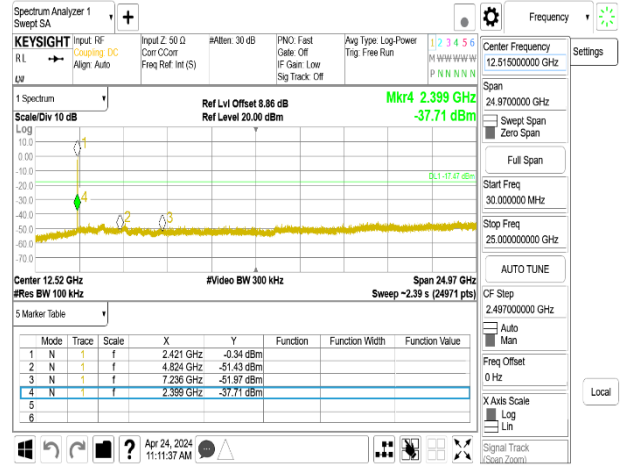 Spectrum Analyzer 1
Swept SA
Frequency
KEYSIGHT
Input: RF
Coupling: DC
Align: Auto
Input Z: 50 Ω
Corr CCorr
Freq Ref: Int (S)
#Atten: 30 dB
PNO: Fast
Gate: Off
IF Gain: Low
Sig Track: Off
Avg Type: Log-Power
Trig: Free Run
1 2 3 4 5 6
M W W W W W
P N N N N N
R L
1 Spectrum
Scale/Div 10 dB
Ref Lvl Offset 8.86 dB
Ref Level 20.00 dBm
Mkr4 2.399 GHz
-37.71 dBm
Log
10.0
0.00
-10.0
-20.0
-30.0
-40.0
-50.0
-60.0
-70.0
1
4
2
3
DL1 -17.47 dBm
Center 12.52 GHz
#Video BW 300 kHz
Span 24.97 GHz
#Res BW 100 kHz
Sweep ~2.39 s (24971 pts)
5 Marker Table
Mode Trace Scale X Y Function Function Width Function Value
1 N 1 f 2.421 GHz -0.34 dBm
2 N 1 f 4.824 GHz -51.43 dBm
3 N 1 f 7.236 GHz -51.97 dBm
4 N 1 f 2.399 GHz -37.71 dBm
5
6
Apr 24, 2024
11:11:37 AM
Center Frequency
12.515000000 GHz
Settings
Span
24.9700000 GHz
Swept Span
Zero Span
Full Span
Start Freq
30.000000 MHz
Stop Freq
25.000000000 GHz
AUTO TUNE
CF Step
2.497000000 GHz
Auto
Man
Freq Offset
0 Hz
X Axis Scale
Log
Lin
Local
Signal Track
(Span Zoom)